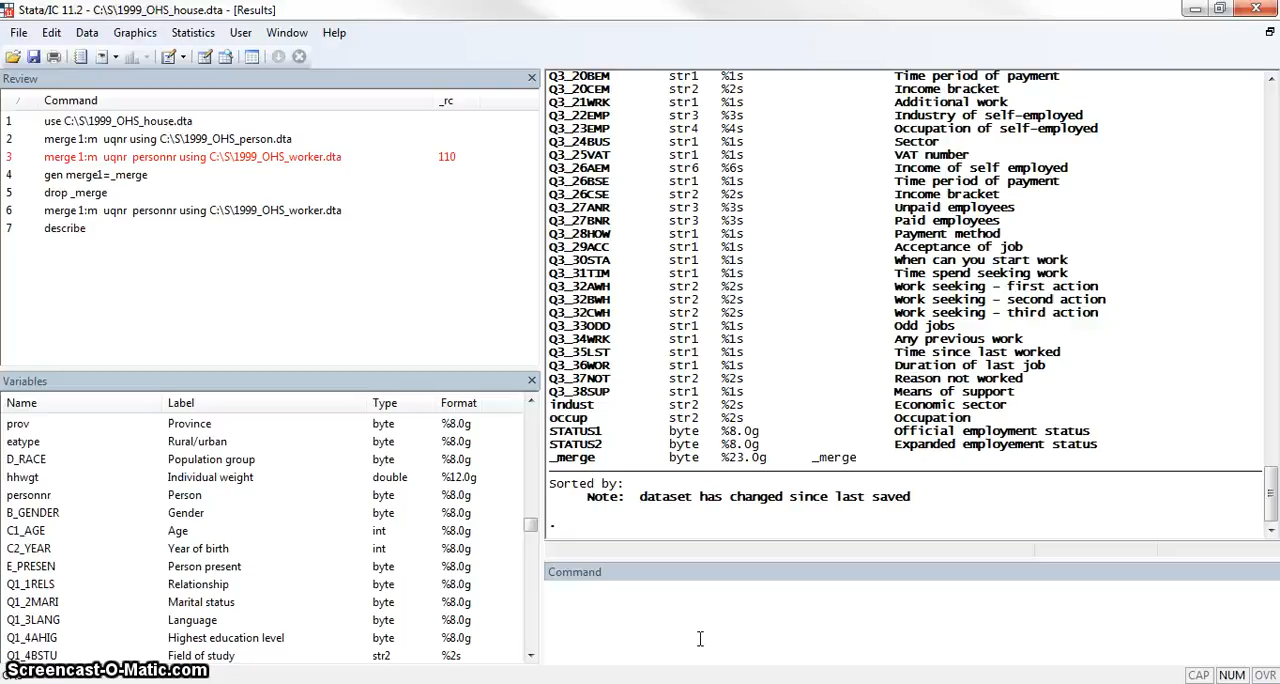 Stata/IC 11.2 - C:\S\1999_OHS_house.dta - [Results]
File Edit Data Graphics Statistics User Window Help
Review
Command _rc
1 use C:\S\1999_OHS_house.dta
2 merge 1:m uqnr using C:\S\1999_OHS_person.dta
3 merge 1:m uqnr personnr using C:\S\1999_OHS_worker.dta 110
4 gen merge1=_merge
5 drop _merge
6 merge 1:m uqnr personnr using C:\S\1999_OHS_worker.dta
7 describe
Variables
Name Label Type Format
prov Province byte %8.0g
eatype Rural/urban byte %8.0g
D_RACE Population group byte %8.0g
hhwgt Individual weight double %12.0g
personnr Person byte %8.0g
B_GENDER Gender byte %8.0g
C1_AGE Age int %8.0g
C2_YEAR Year of birth int %8.0g
E_PRESEN Person present byte %8.0g
Q1_1RELS Relationship byte %8.0g
Q1_2MARI Marital status byte %8.0g
Q1_3LANG Language byte %8.0g
Q1_4AHIG Highest education level byte %8.0g
Q1_4BSTU Field of study str2 %2s
Q3_20BEM str1 %1s Time period of payment
Q3_20CEM str2 %2s Income bracket
Q3_21WRK str1 %1s Additional work
Q3_22EMP str3 %3s Industry of self-employed
Q3_23EMP str4 %4s Occupation of self-employed
Q3_24BUS str1 %1s Sector
Q3_25VAT str1 %1s VAT number
Q3_26AEM str6 %6s Income of self employed
Q3_26BSE str1 %1s Time period of payment
Q3_26CSE str2 %2s Income bracket
Q3_27ANR str3 %3s Unpaid employees
Q3_27BNR str3 %3s Paid employees
Q3_28HOW str1 %1s Payment method
Q3_29ACC str1 %1s Acceptance of job
Q3_30STA str1 %1s When can you start work
Q3_31TIM str1 %1s Time spend seeking work
Q3_32AWH str2 %2s Work seeking - first action
Q3_32BWH str2 %2s Work seeking - second action
Q3_32CWH str2 %2s Work seeking - third action
Q3_33ODD str1 %1s Odd jobs
Q3_34WRK str1 %1s Any previous work
Q3_35LST str1 %1s Time since last worked
Q3_36WOR str1 %1s Duration of last job
Q3_37NOT str2 %2s Reason not worked
Q3_38SUP str1 %1s Means of support
indust str2 %2s Economic sector
occup str2 %2s Occupation
STATUS1 byte %8.0g Official employment status
STATUS2 byte %8.0g Expanded employement status
_merge byte %23.0g _merge
Sorted by:
Note: dataset has changed since last saved
.
Command
Screencast-O-Matic.com
CAP NUM OVR